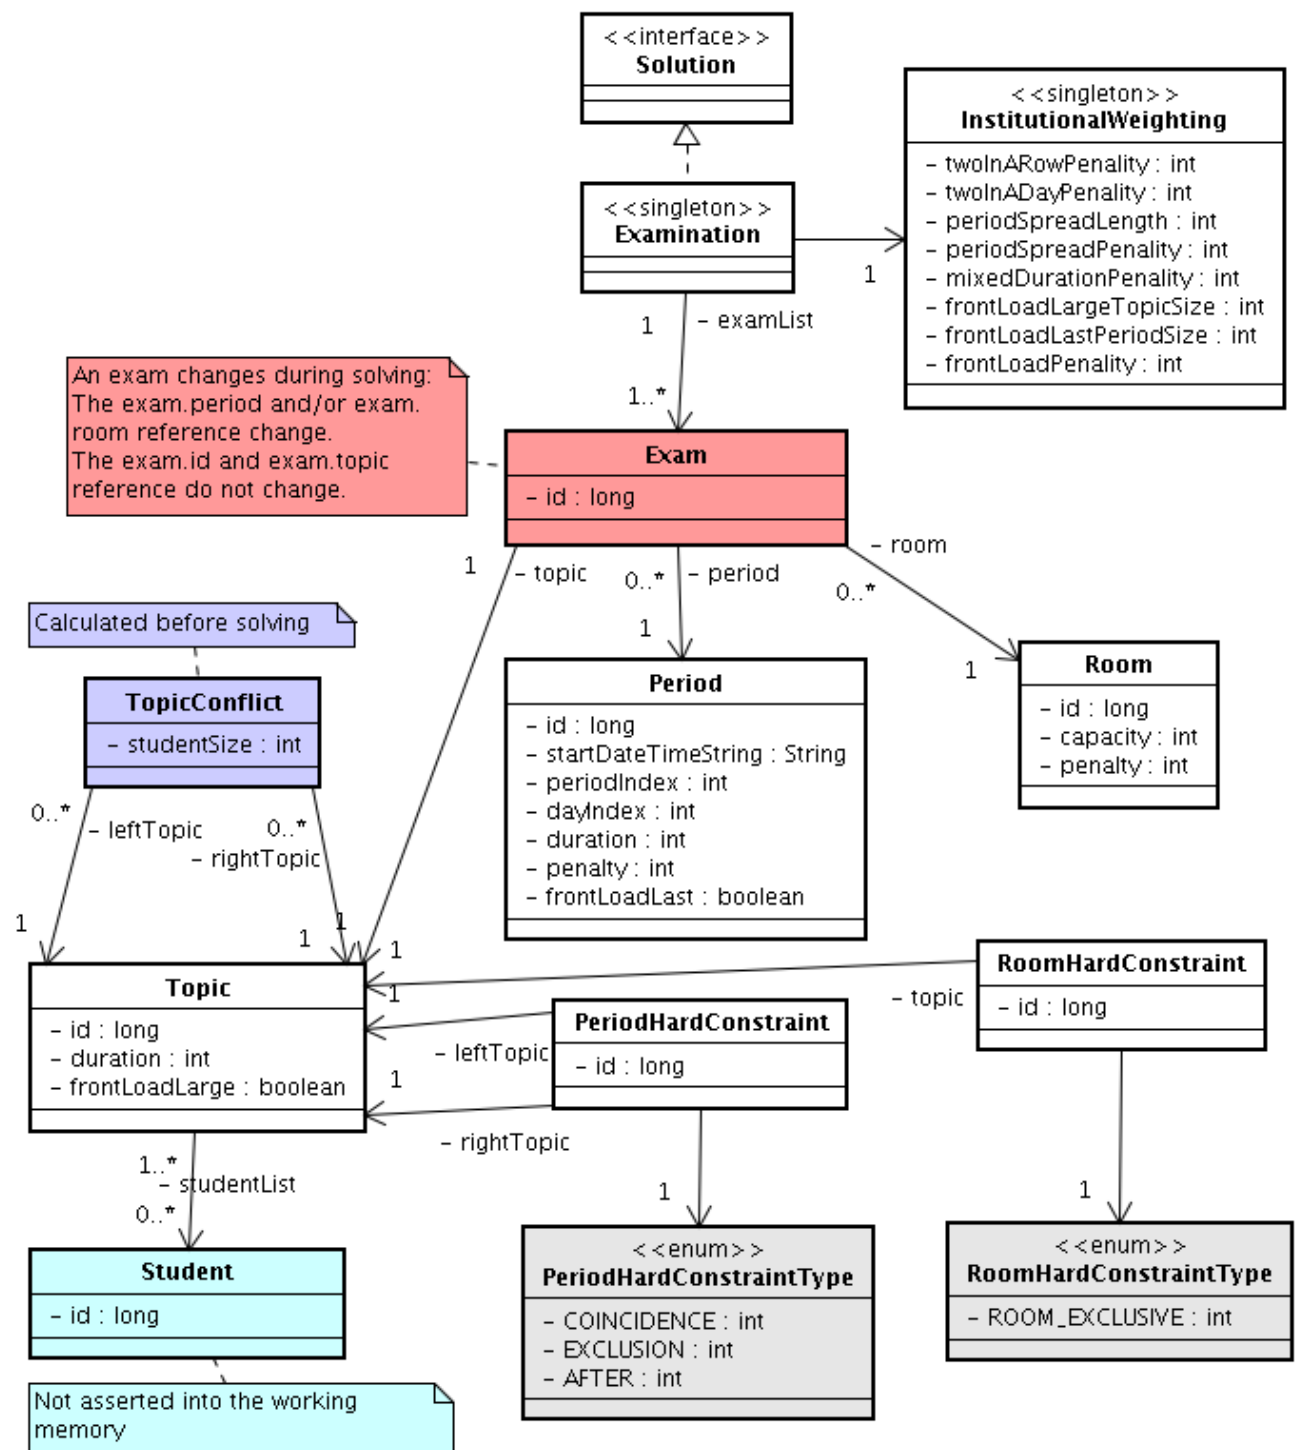 <<interface>>
Solution
<<singleton>>
InstitutionalWeighting
- twoInARowPenality : int
- twoInADayPenality : int
- periodSpreadLength : int
- periodSpreadPenality : int
- mixedDurationPenality : int
- frontLoadLargeTopicSize : int
- frontLoadLastPeriodSize : int
- frontLoadPenality : int
<<singleton>>
Examination
1
1
- examList
1..*
An exam changes during solving:
The exam.period and/or exam.
room reference change.
The exam.id and exam.topic
reference do not change.
Exam
- id : long
1
- topic
0..*
- period
1
- room
0..*
1
Calculated before solving
TopicConflict
- studentSize : int
0..*
- leftTopic
0..*
- rightTopic
1
1
1
1
Period
- id : long
- startDateTimeString : String
- periodIndex : int
- dayIndex : int
- duration : int
- penalty : int
- frontLoadLast : boolean
Room
- id : long
- capacity : int
- penalty : int
Topic
- id : long
- duration : int
- frontLoadLarge : boolean
1
- leftTopic
1
- rightTopic
PeriodHardConstraint
- id : long
- topic
RoomHardConstraint
- id : long
1..*
- studentList
0..*
1
1
Student
- id : long
Not asserted into the working
memory
<<enum>>
PeriodHardConstraintType
- COINCIDENCE : int
- EXCLUSION : int
- AFTER : int
<<enum>>
RoomHardConstraintType
- ROOM_EXCLUSIVE : int